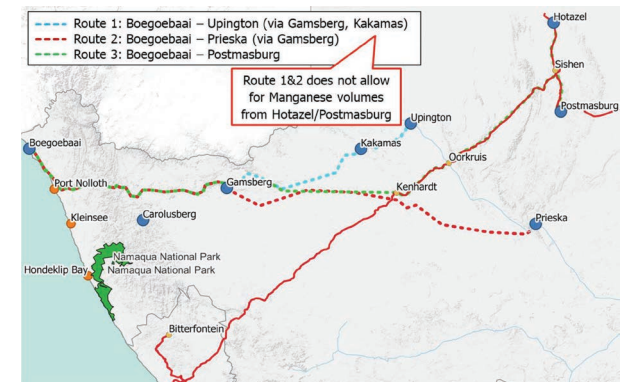 Route 1: Boegoebaai – Upington (via Gamsberg, Kakamas)
Route 2: Boegoebaai – Prieska (via Gamsberg)
Route 3: Boegoebaai – Postmasburg
Route 1&2 does not allow
for Manganese volumes
from Hotazel/Postmasburg
Hotazel
Sishen
Postmasburg
Upington
Boegoebaai
Kakamas
Oorkruis
Port Nolloth
Gamsberg
Kenhardt
Kleinsee
Carolusberg
Prieska
Namaqua National Park
Hondeklip Bay
Namaqua National Park
Bitterfontein